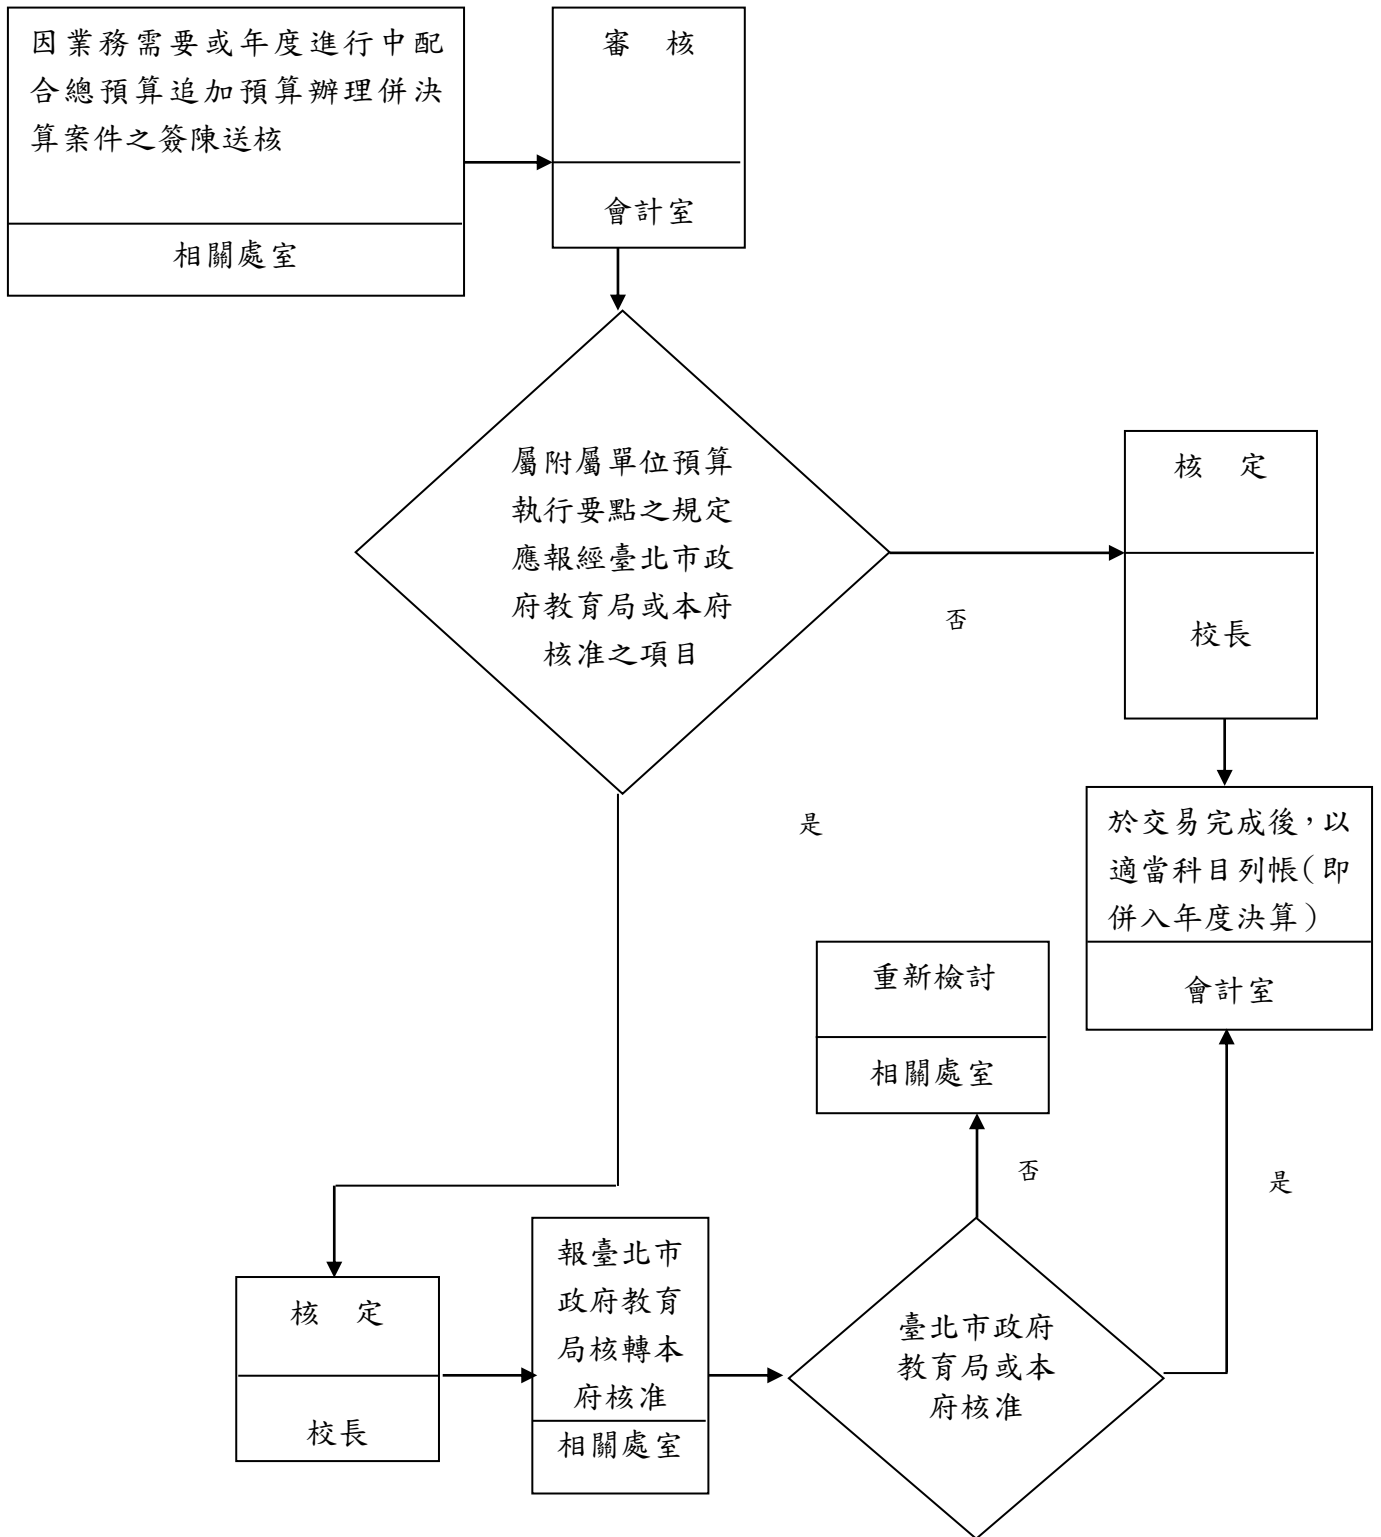 因業務需要或年度進行中配
合總預算追加預算辦理併決
算案件之簽陳送核
相關處室
審　核
會計室
屬附屬單位預算
執行要點之規定
應報經臺北市政
府教育局或本府
核准之項目
否
核　定
校長
是
於交易完成後，以
適當科目列帳（即
併入年度決算）
會計室
重新檢討
相關處室
否
是
核　定
校長
報臺北市
政府教育
局核轉本
府核准
相關處室
臺北市政府
教育局或本
府核准